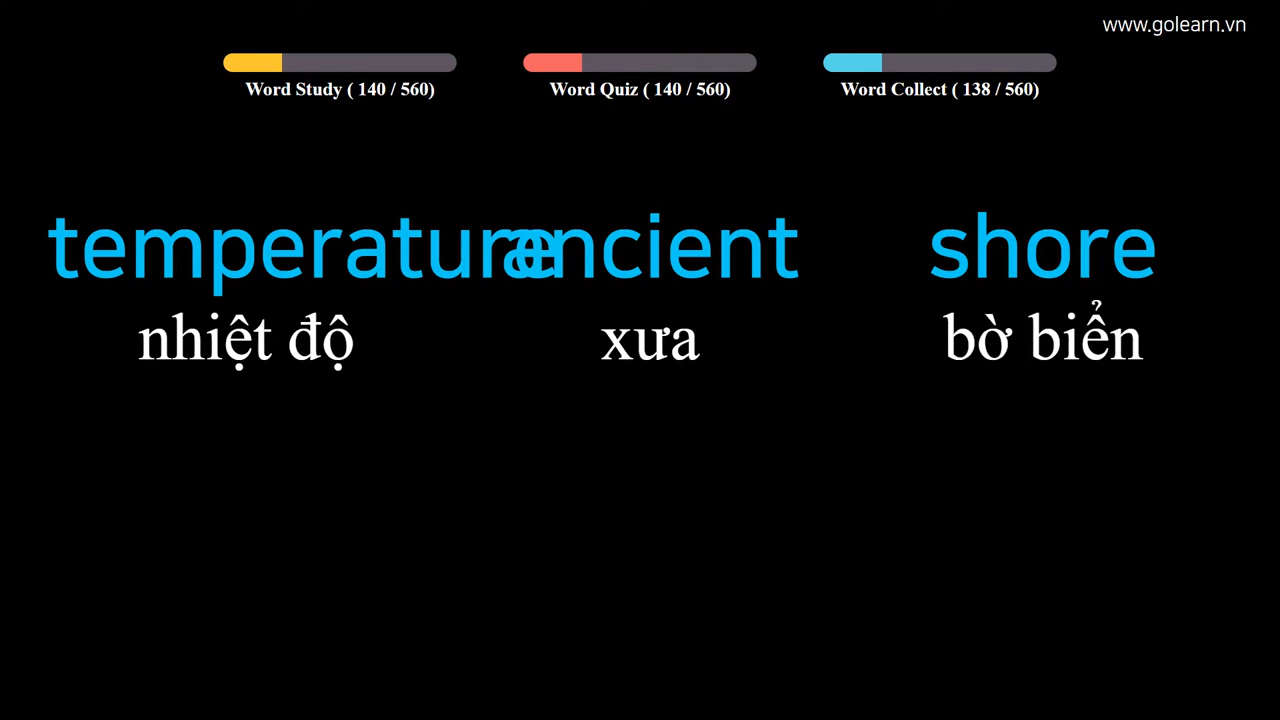 www.golearn.vn
Word Study ( 140 / 560) Word Quiz ( 140 / 560) Word Collect ( 138 / 560)
temperature ancient shore
nhiệt độ xưa bờ biển